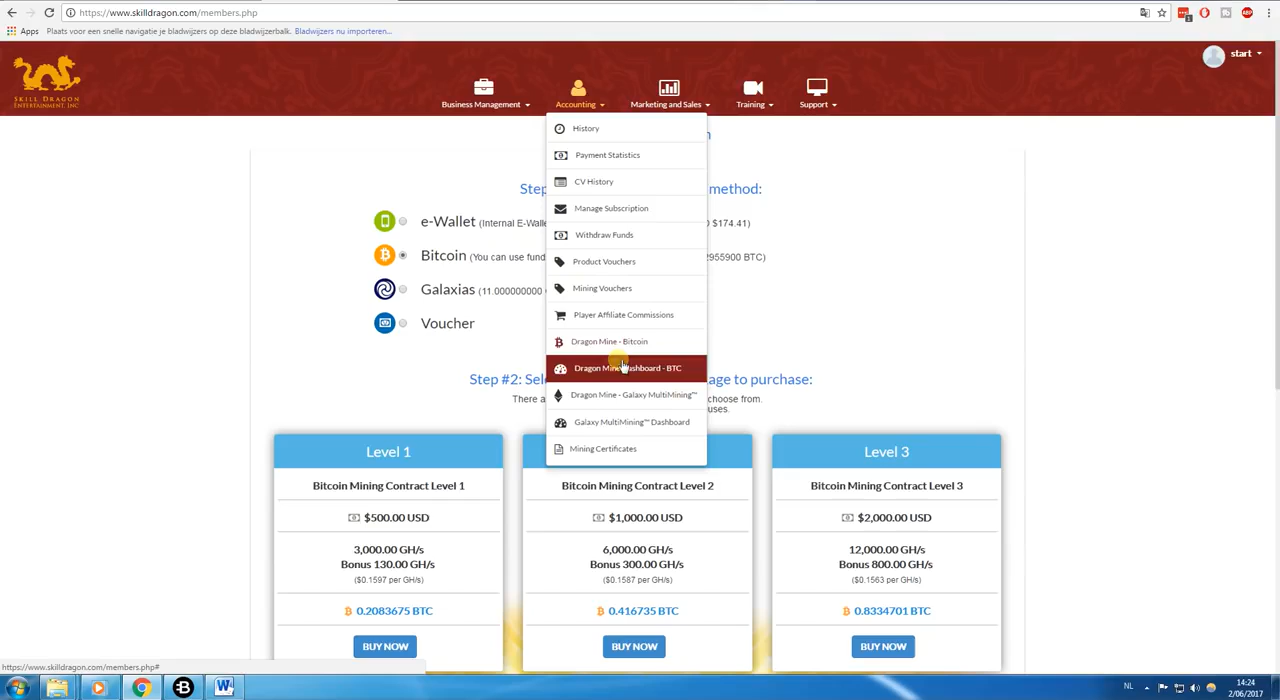 https://www.skilldragon.com/members.php
Apps Plaats voor een snelle navigatie je bladwijzers op deze bladwijzerbalk. Bladwijzers nu importeren...
SKILL DRAGON
ENTERTAINMENT, INC
Business Management
Accounting
Marketing and Sales
Training
Support
start
History
Payment Statistics
CV History
Manage Subscription
Withdraw Funds
Product Vouchers
Mining Vouchers
Player Affiliate Commissions
Dragon Mine - Bitcoin
Dragon Mine Dashboard - BTC
Dragon Mine - Galaxy MultiMining™
Galaxy MultiMining™ Dashboard
Mining Certificates
method:
e-Wallet (Internal E-Walle $174.41)
Bitcoin (You can use fund 2955900 BTC)
Galaxias (11.000000000
Voucher
Step #2: Sel age to purchase:
There a choose from.
uses.
Level 1
Bitcoin Mining Contract Level 1
$500.00 USD
3,000.00 GH/s
Bonus 130.00 GH/s
($0.1597 per GH/s)
0.2083675 BTC
BUY NOW
Bitcoin Mining Contract Level 2
$1,000.00 USD
6,000.00 GH/s
Bonus 300.00 GH/s
($0.1587 per GH/s)
0.416735 BTC
BUY NOW
Level 3
Bitcoin Mining Contract Level 3
$2,000.00 USD
12,000.00 GH/s
Bonus 800.00 GH/s
($0.1563 per GH/s)
0.8334701 BTC
BUY NOW
https://www.skilldragon.com/members.php#
NL
14:24
2/06/2017